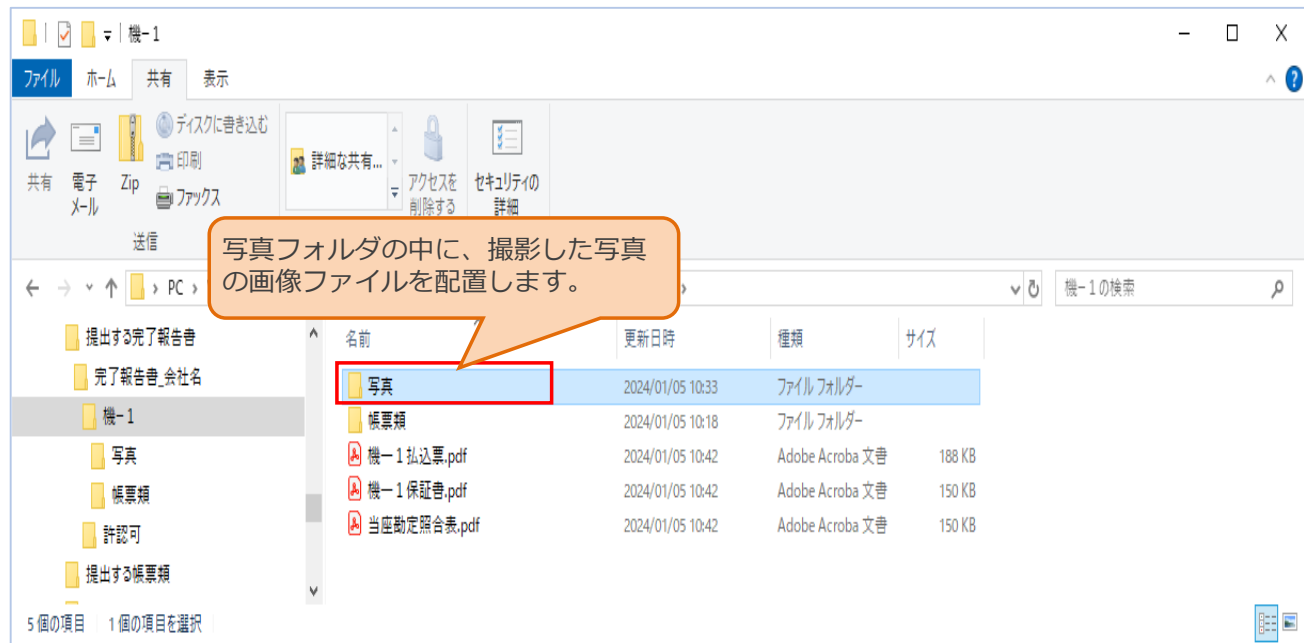 機−1
ファイル ホーム 共有 表示
共有
電子
メール
Zip
ディスクに書き込む
印刷
ファックス
送信
詳細な共有...
アクセスを
削除する
セキュリティの
詳細
写真フォルダの中に、撮影した写真
の画像ファイルを配置します。
PC
機−1の検索
提出する完了報告書
完了報告書_会社名
機−1
写真
帳票類
許認可
提出する帳票類
名前 更新日時 種類 サイズ
写真 2024/01/05 10:33 ファイル フォルダー
帳票類 2024/01/05 10:18 ファイル フォルダー
機ー1払込票.pdf 2024/01/05 10:42 Adobe Acroba 文書 188 KB
機ー1保証書.pdf 2024/01/05 10:42 Adobe Acroba 文書 150 KB
当座勘定照合表.pdf 2024/01/05 10:42 Adobe Acroba 文書 150 KB
5 個の項目 1 個の項目を選択